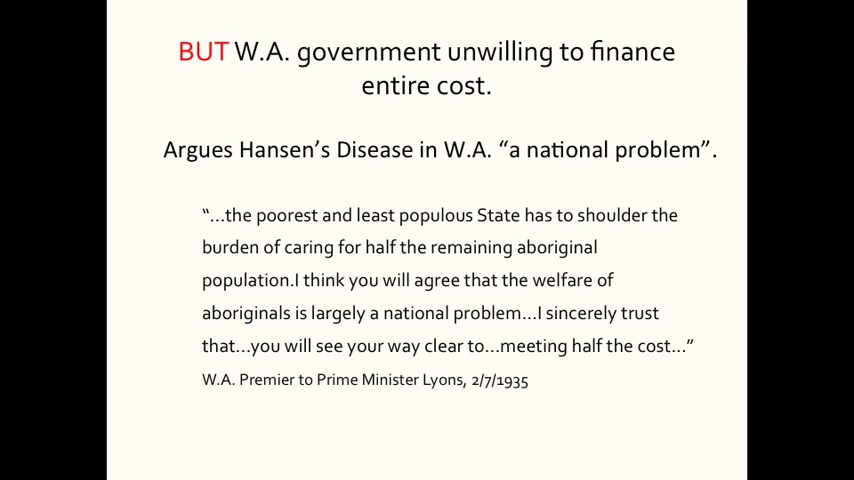 BUT W.A. government unwilling to finance
entire cost.
Argues Hansen’s Disease in W.A. “a national problem”.
“…the poorest and least populous State has to shoulder the
burden of caring for half the remaining aboriginal
population.I think you will agree that the welfare of
aboriginals is largely a national problem…I sincerely trust
that…you will see your way clear to…meeting half the cost…”
W.A. Premier to Prime Minister Lyons, 2/7/1935